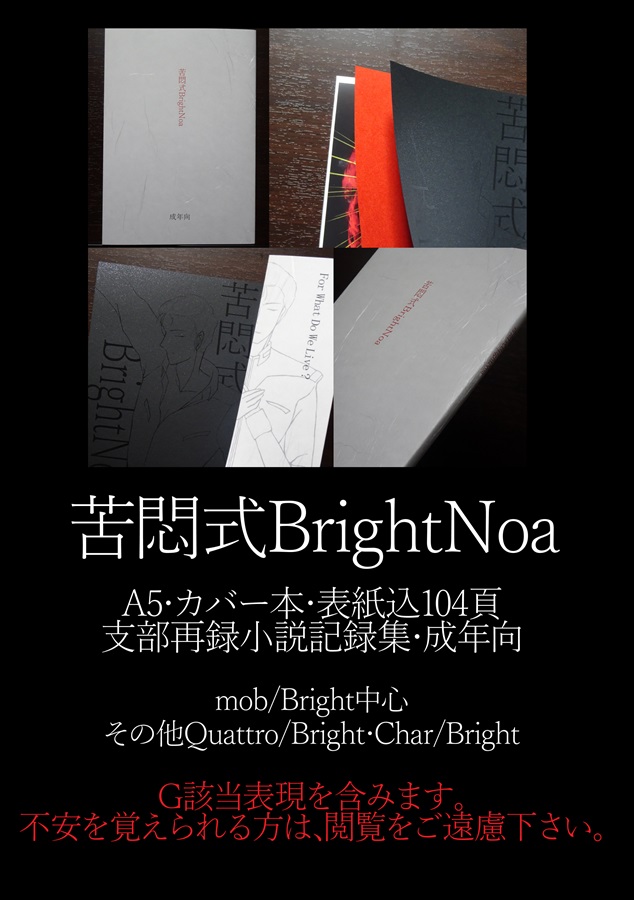 苦悶式BrightNoa
成年向
苦悶式
苦悶式
BrightNo
For What Do We Live?
苦悶式BrightNoa
苦悶式BrightNoa
A5・カバー本・表紙込104頁
支部再録小説記録集・成年向
mob/Bright中心
その他Quattro/Bright・Char/Bright
G該当表現を含みます。
不安を覚えられる方は、閲覧をご遠慮下さい。